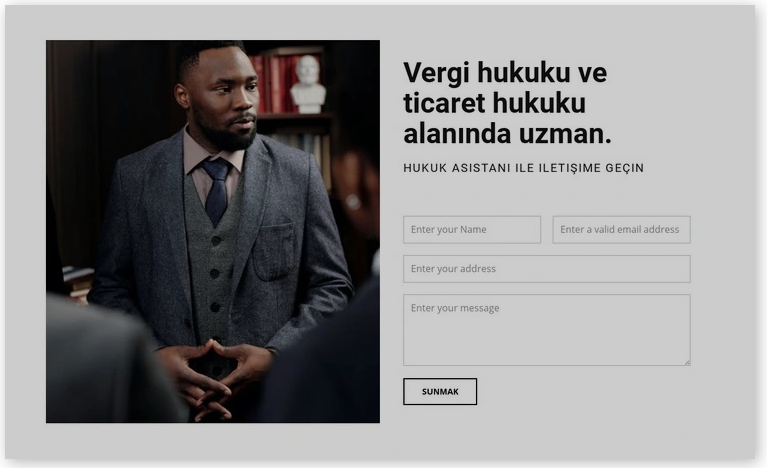 Vergi hukuku ve
ticaret hukuku
alanında uzman.
HUKUK ASISTANI ILE ILETIŞIME GEÇIN
Enter your Name
Enter a valid email address
Enter your address
Enter your message
SUNMAK